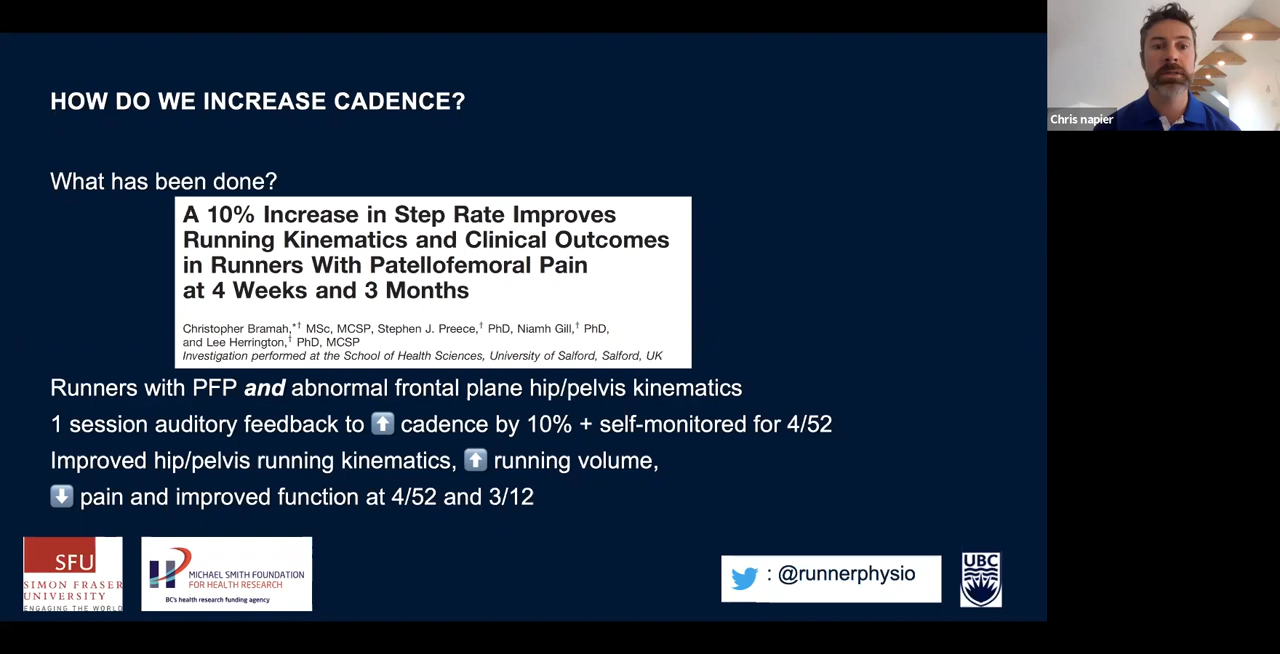 HOW DO WE INCREASE CADENCE?
Chris napier
What has been done?
A 10% Increase in Step Rate Improves
Running Kinematics and Clinical Outcomes
in Runners With Patellofemoral Pain
at 4 Weeks and 3 Months
Christopher Bramah,*† MSc, MCSP, Stephen J. Preece,† PhD, Niamh Gill,† PhD,
and Lee Herrington,† PhD, MCSP
Investigation performed at the School of Health Sciences, University of Salford, Salford, UK
Runners with PFP and abnormal frontal plane hip/pelvis kinematics
1 session auditory feedback to ⬆️ cadence by 10% + self-monitored for 4/52
Improved hip/pelvis running kinematics, ⬆️ running volume,
⬇️ pain and improved function at 4/52 and 3/12
SFU
SIMON FRASER
UNIVERSITY
ENGAGING THE WORLD
MICHAEL SMITH FOUNDATION
FOR HEALTH RESEARCH
BC's health research funding agency
: @runnerphysio
UBC